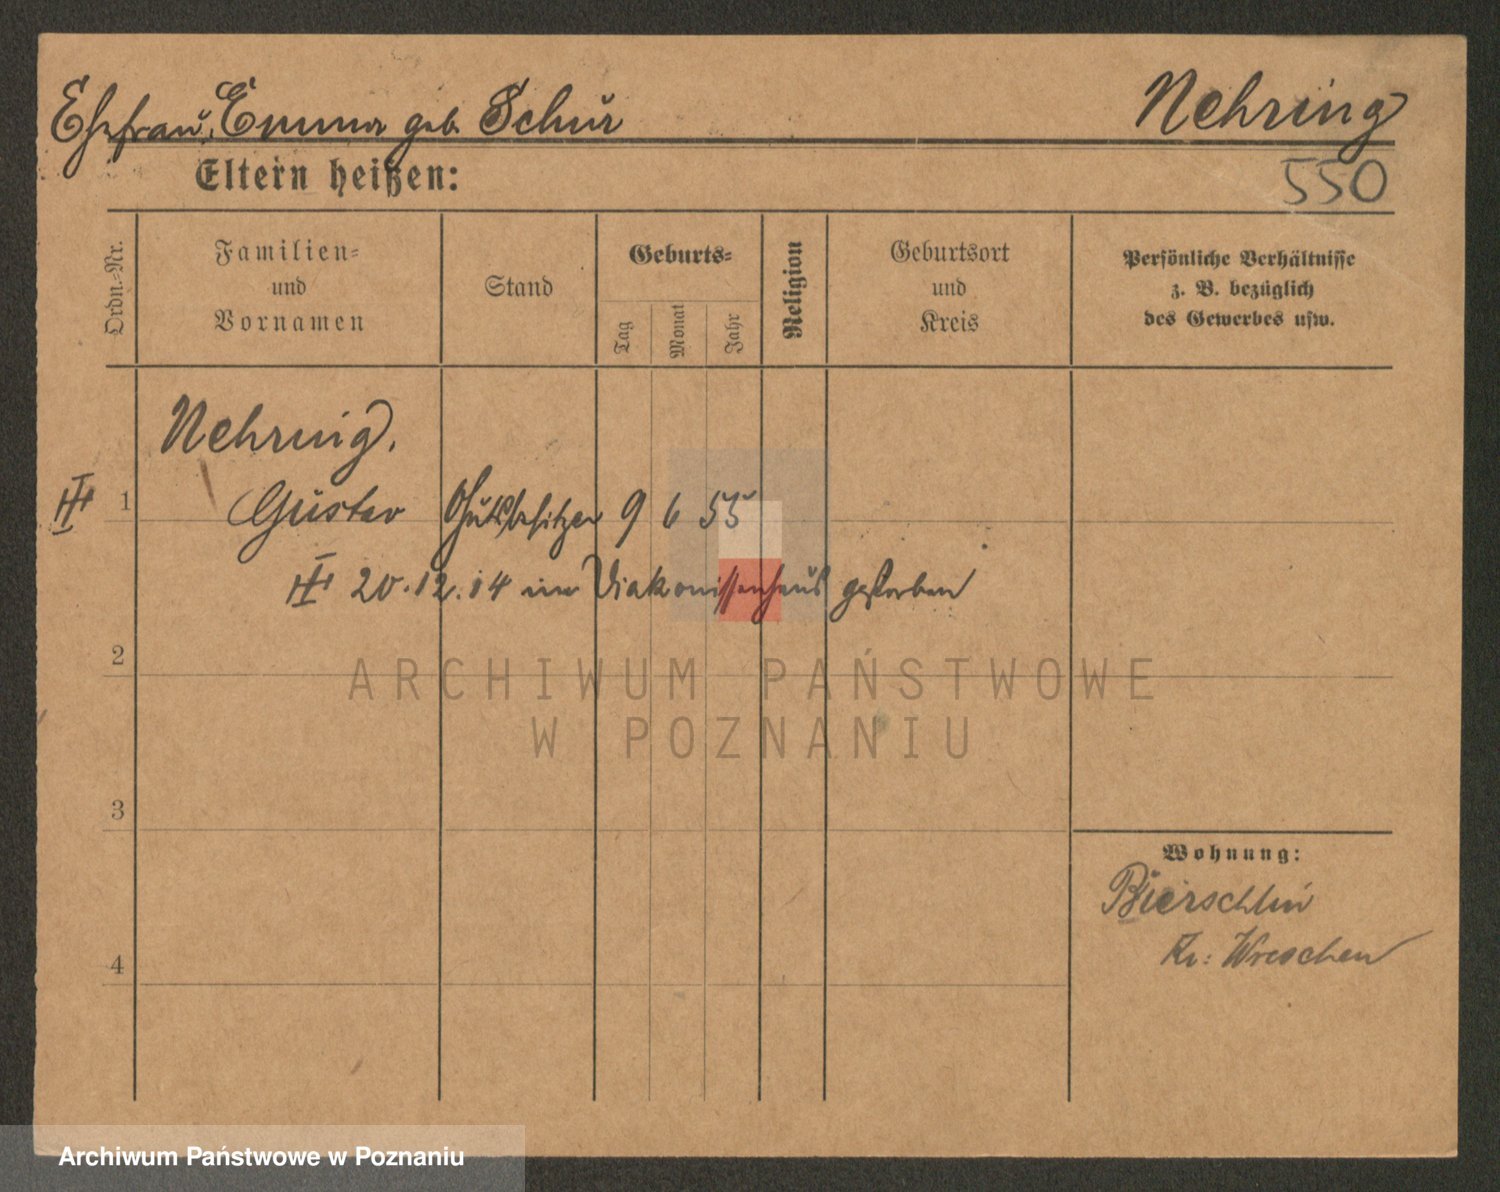 Ehefrau, Emma geb. Schur
Nehring
Eltern heißen:
550
Ordn.-Nr.
Familien-
und
Vornamen
Stand
Geburts-
Tag
Monat
Jahr
Religion
Geburtsort
und
Kreis
Persönliche Verhältnisse
z. B. bezüglich
des Gewerbes usw.
Nehring.
1 Gustav Gutsbesitzer 9 6 55
20.12.14 im Diakonissenhaus gestorben
2
ARCHIWUM PAŃSTWOWE
W POZNANIU
3
Wohnung:
Bierschlin
Kr: Wreschen
4
Archiwum Państwowe w Poznaniu